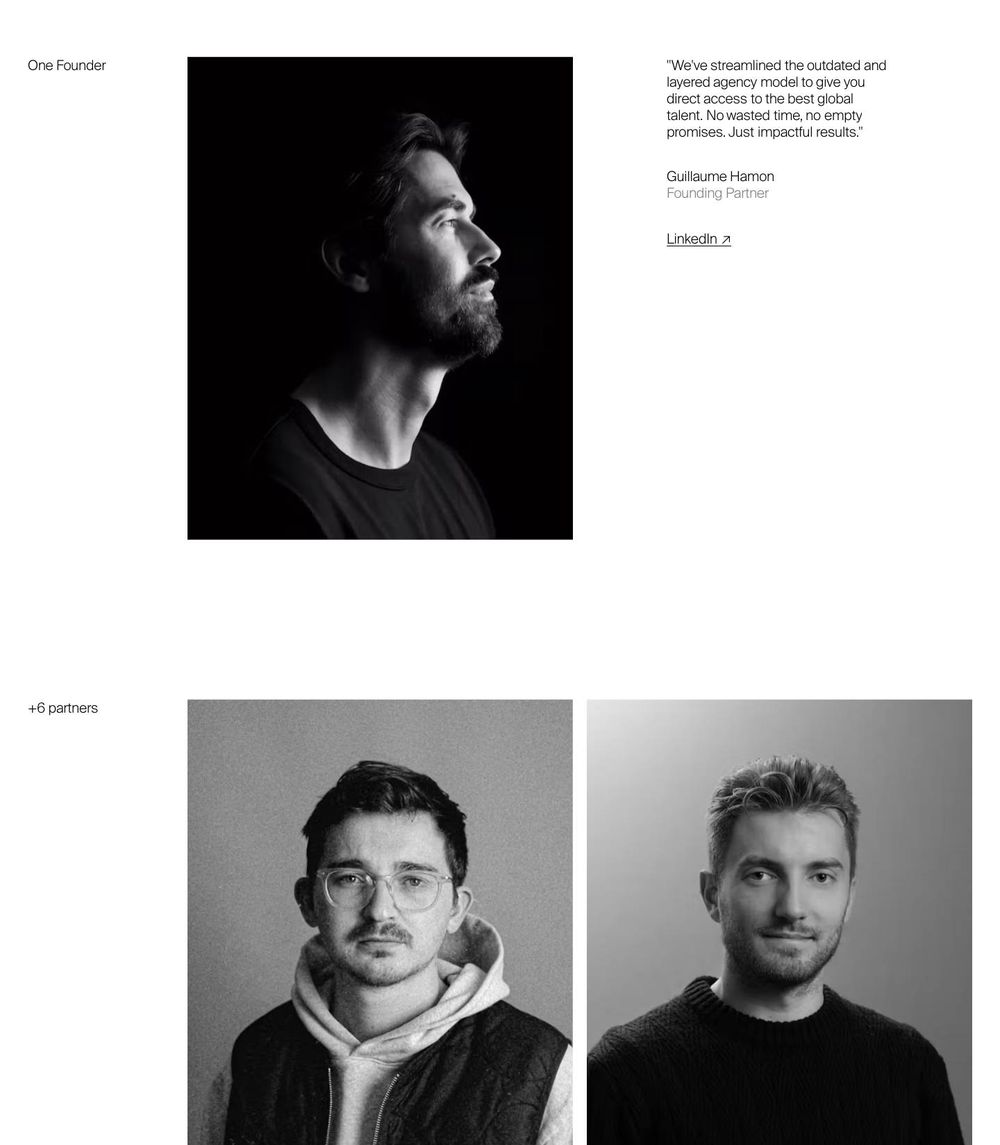 One Founder
"We've streamlined the outdated and
layered agency model to give you
direct access to the best global
talent. No wasted time, no empty
promises. Just impactful results."
Guillaume Hamon
Founding Partner
LinkedIn ↗
+6 partners